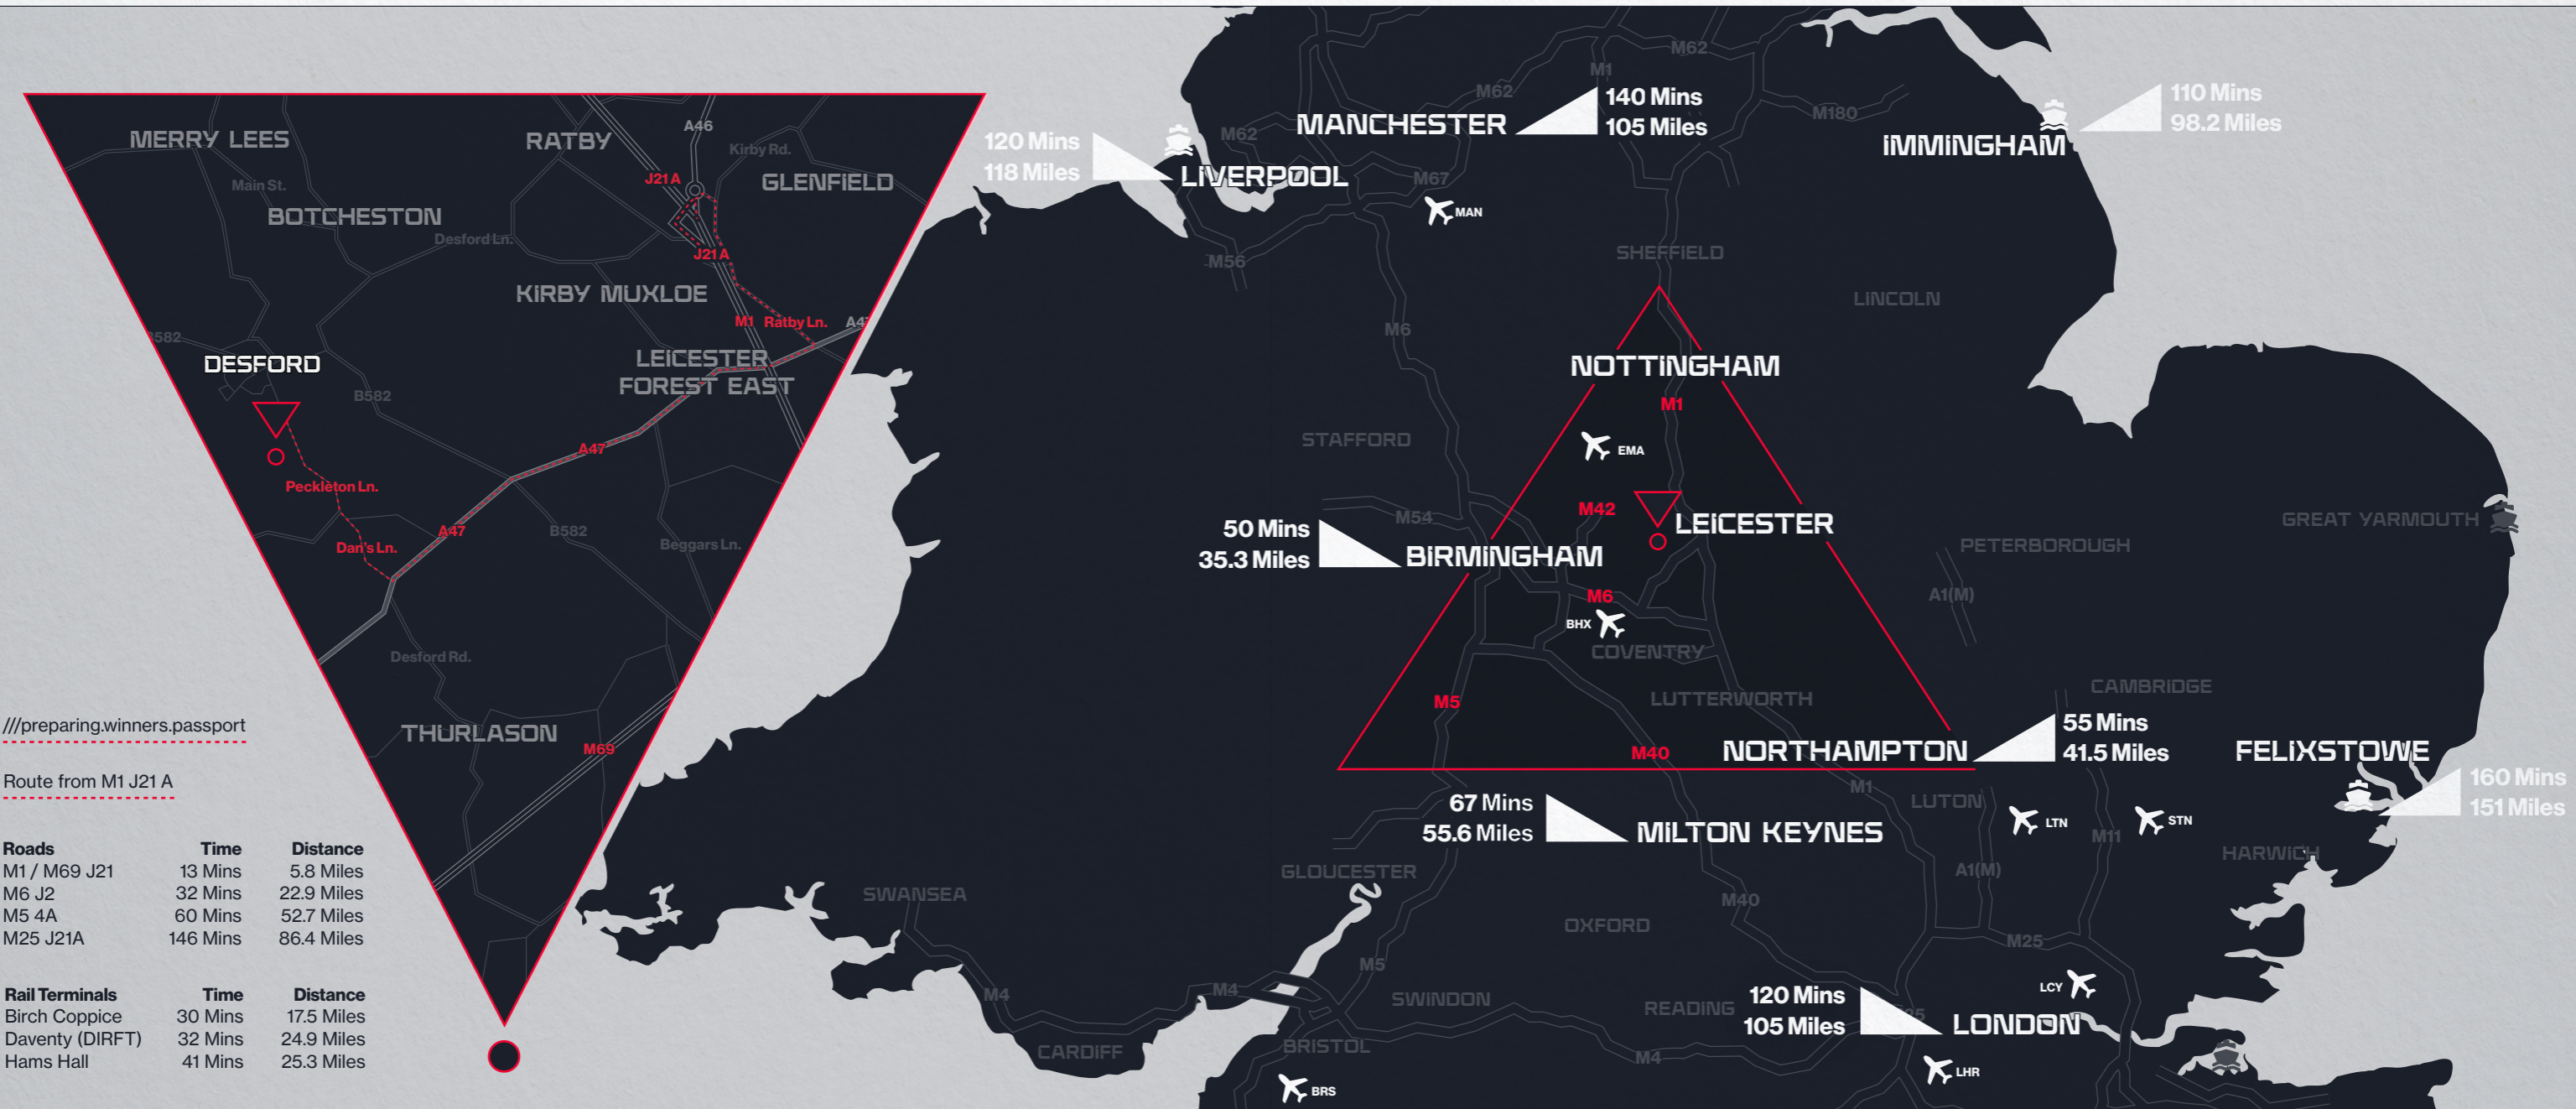 MERRY LEES
Main St.
BOTCHESTON
Desford Ln.
RATBY
A46
Kirby Rd.
J21A
GLENFIELD
J21A
KIRBY MUXLOE
M1
Ratby Ln.
A47
B582
DESFORD
LEICESTER
FOREST EAST
B582
A47
Peckleton Ln.
A47
B582
Dan's Ln.
Beggars Ln.
Desford Rd.
THURLASON
M69
///preparing.winners.passport
Route from M1 J21 A
Roads Time Distance
M1 / M69 J21 13 Mins 5.8 Miles
M6 J2 32 Mins 22.9 Miles
M5 4A 60 Mins 52.7 Miles
M25 J21A 146 Mins 86.4 Miles
Rail Terminals Time Distance
Birch Coppice 30 Mins 17.5 Miles
Daventy (DIRFT) 32 Mins 24.9 Miles
Hams Hall 41 Mins 25.3 Miles
M62
M1
M62
MANCHESTER
140 Mins
105 Miles
M180
110 Mins
98.2 Miles
IMMINGHAM
120 Mins
118 Miles
M62
LIVERPOOL
M67
MAN
M56
SHEFFIELD
LINCOLN
M6
NOTTINGHAM
M1
STAFFORD
EMA
M42
M54
LEICESTER
50 Mins
35.3 Miles
BIRMINGHAM
GREAT YARMOUTH
PETERBOROUGH
A1(M)
M6
BHX
COVENTRY
CAMBRIDGE
LUTTERWORTH
M5
M40
NORTHAMPTON
55 Mins
41.5 Miles
FELIXSTOWE
160 Mins
151 Miles
M1
LUTON
LTN
STN
67 Mins
55.6 Miles
MILTON KEYNES
M11
HARWICH
GLOUCESTER
A1(M)
SWANSEA
M40
OXFORD
M25
M5
M4
M4
SWINDON
READING
LCY
120 Mins
105 Miles
LONDON
CARDIFF
BRISTOL
M4
LHR
BRS